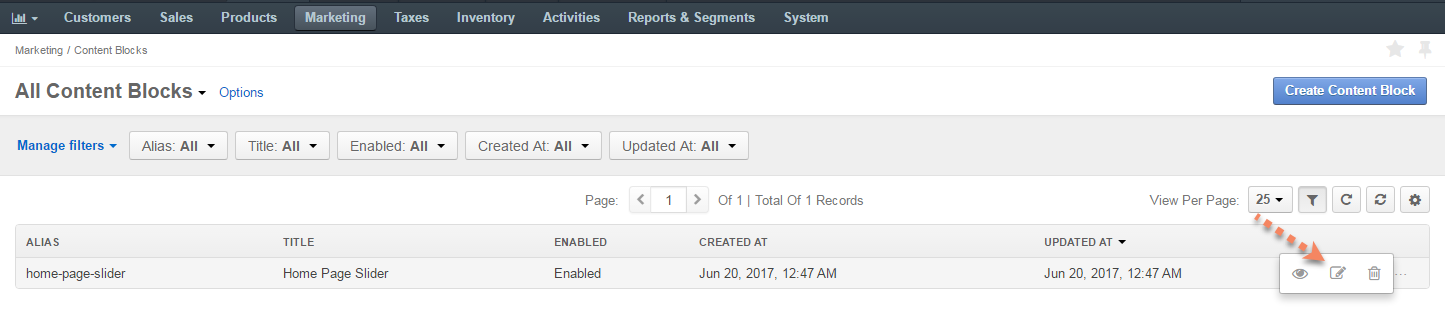 Customers Sales Products Marketing Taxes Inventory Activities Reports & Segments System
Marketing / Content Blocks
All Content Blocks Options Create Content Block
Manage filters Alias: All Title: All Enabled: All Created At: All Updated At: All
Page: 1 Of 1 | Total Of 1 Records View Per Page: 25
ALIAS TITLE ENABLED CREATED AT UPDATED AT
home-page-slider Home Page Slider Enabled Jun 20, 2017, 12:47 AM Jun 20, 2017, 12:47 AM ...